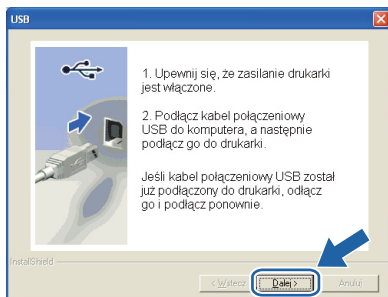 USB
1. Upewnij się, że zasilanie drukarki
jest włączone.
2. Podłącz kabel połączeniowy
USB do komputera, a następnie
podłącz go do drukarki.
Jeśli kabel połączeniowy USB został
już podłączony do drukarki, odłącz
go i podłącz ponownie.
InstallShield
< Wstecz Dalej > Anuluj